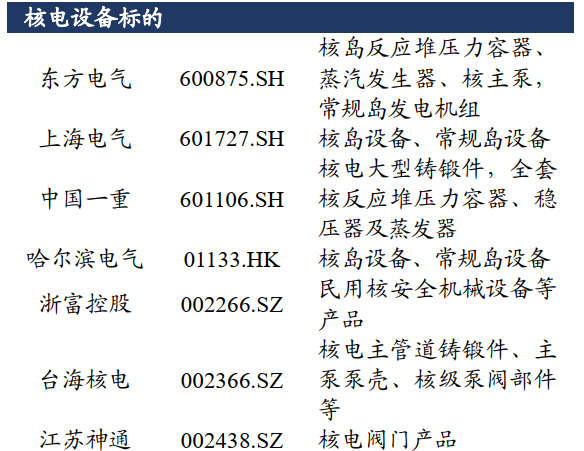 核电设备标的
东方电气 600875.SH 核岛反应堆压力容器、
蒸汽发生器、核主泵，
常规岛发电机组
上海电气 601727.SH 核岛设备、常规岛设备
中国一重 601106.SH 核电大型铸锻件，全套
核反应堆压力容器、稳
压器及蒸发器
哈尔滨电气 01133.HK 核岛设备、常规岛设备
浙富控股 002266.SZ 民用核安全机械设备等
产品
台海核电 002366.SZ 核电主管道铸锻件、主
泵泵壳、核级泵阀部件
等
江苏神通 002438.SZ 核电阀门产品